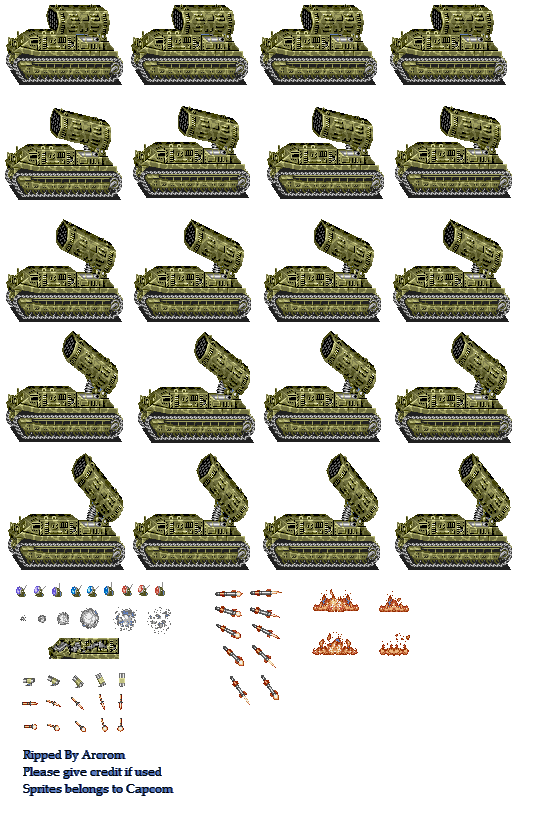 Ripped By Arcrom
Please give credit if used
Sprites belongs to Capcom